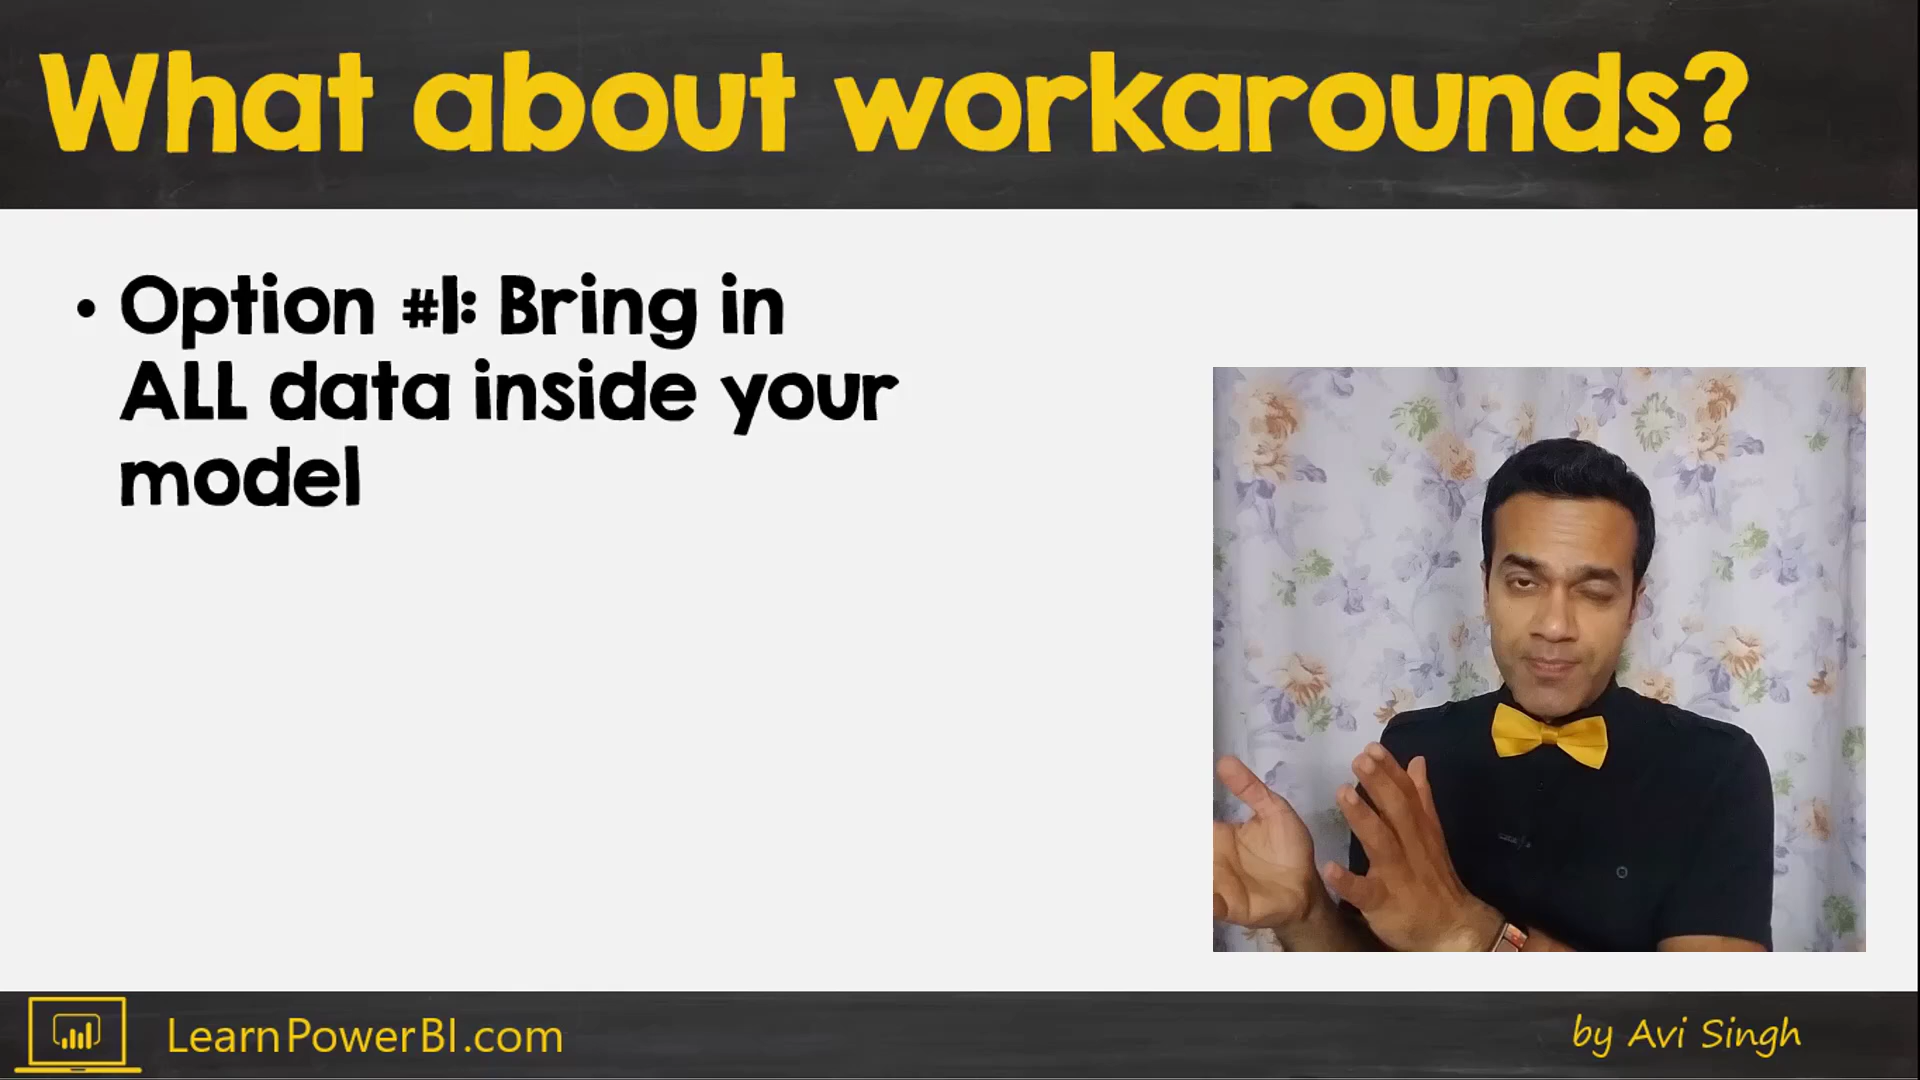 What about workarounds?
• Option #1: Bring in
ALL data inside your
model
LearnPowerBI.com
by Avi Singh